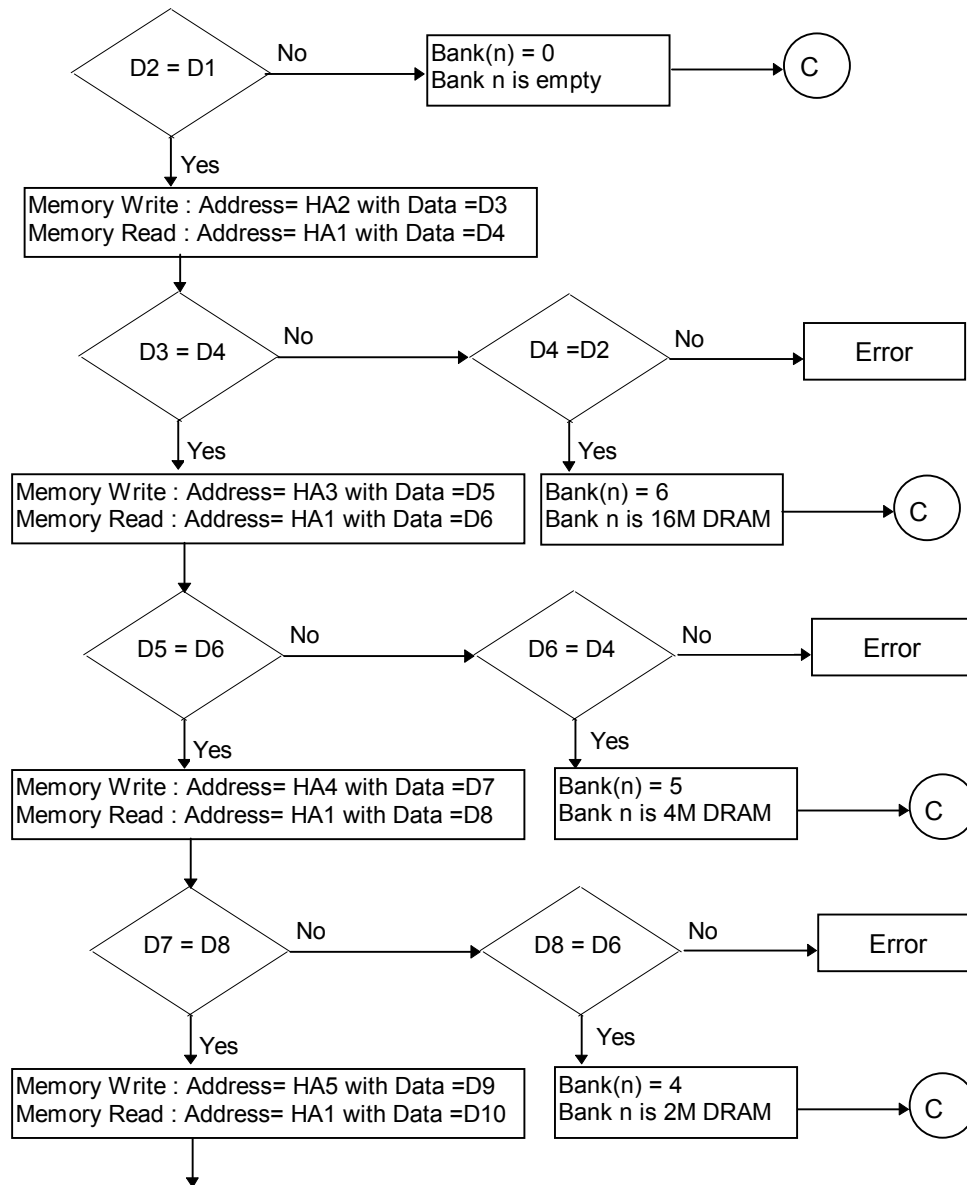 D2 = D1
No
Bank(n) = 0
Bank n is empty
C
Yes
Memory Write : Address= HA2 with Data =D3
Memory Read : Address= HA1 with Data =D4
D3 = D4
No
D4 =D2
No
Error
Yes
Yes
Memory Write : Address= HA3 with Data =D5
Memory Read : Address= HA1 with Data =D6
Bank(n) = 6
Bank n is 16M DRAM
C
D5 = D6
No
D6 = D4
No
Error
Yes
Yes
Memory Write : Address= HA4 with Data =D7
Memory Read : Address= HA1 with Data =D8
Bank(n) = 5
Bank n is 4M DRAM
C
D7 = D8
No
D8 = D6
No
Error
Yes
Yes
Memory Write : Address= HA5 with Data =D9
Memory Read : Address= HA1 with Data =D10
Bank(n) = 4
Bank n is 2M DRAM
C